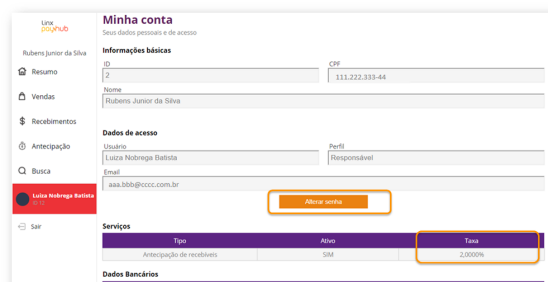 Linx
payhub
Rubens Junior da Silva
Resumo
Vendas
Recebimentos
Antecipação
Busca
Luiza Nobrega Batista
Sair
Minha conta
Seus dados pessoais e de acesso
Informações básicas
ID
CPF
2
111.222.333-44
Nome
Rubens Junior da Silva
Dados de acesso
Usuário
Perfil
Luiza Nobrega Batista
Responsável
Email
aaa.bbb@cccc.com.br
Alterar senha
Serviços
Tipo
Ativo
Taxa
Antecipação de recebíveis
SIM
2,0000%
Dados Bancários